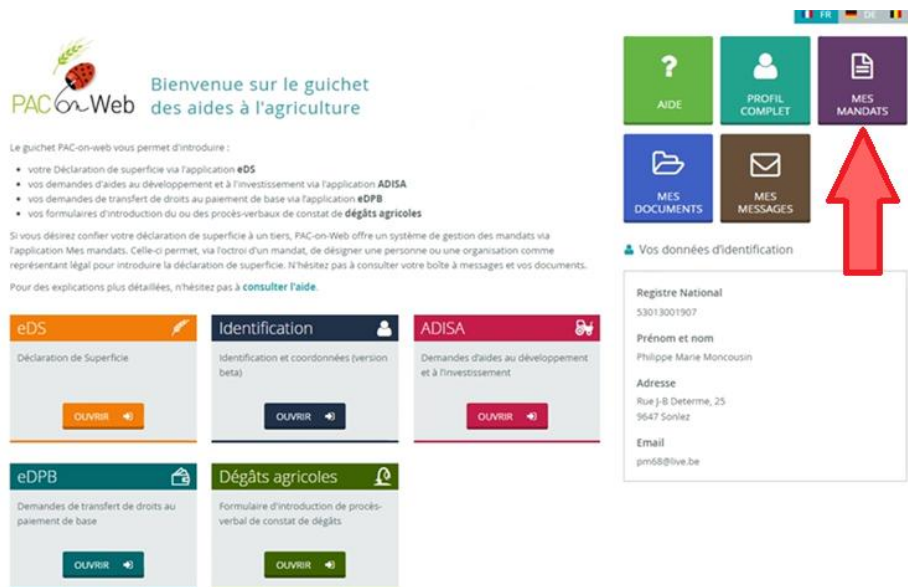 FR DE
PAC on Web
Bienvenue sur le guichet
des aides à l'agriculture
Le guichet PAC-on-web vous permet d'introduire :
• votre Déclaration de superficie via l'application eDS
• vos demandes d'aides au développement et à l'investissement via l'application ADISA
• vos demandes de transfert de droits au paiement de base via l'application eDPB
• vos formulaires d'introduction du ou des procès-verbaux de constat de dégâts agricoles
Si vous désirez confier votre déclaration de superficie à un tiers, PAC-on-Web offre un système de gestion des mandats via
l'application Mes mandats. Celle-ci permet, via l'octroi d'un mandat, de désigner une personne ou une organisation comme
représentant légal pour introduire la déclaration de superficie. N'hésitez pas à consulter votre boîte à messages et vos documents.
Pour des explications plus détaillées, n'hésitez pas à consulter l'aide.
eDS
Déclaration de Superficie
OUVRIR
Identification
Identification et coordonnées (version
beta)
OUVRIR
ADISA
Demandes d'aides au développement
et à l'investissement
OUVRIR
eDPB
Demandes de transfert de droits au
paiement de base
OUVRIR
Dégâts agricoles
Formulaire d'introduction de procès-
verbal de constat de dégâts
OUVRIR
?
AIDE
PROFIL
COMPLET
MES
MANDATS
MES
DOCUMENTS
MES
MESSAGES
Vos données d'identification
Registre National
53013001907
Prénom et nom
Philippe Marie Moncousin
Adresse
Rue J-B Determe, 25
9647 Sonlez
Email
pm68@live.be